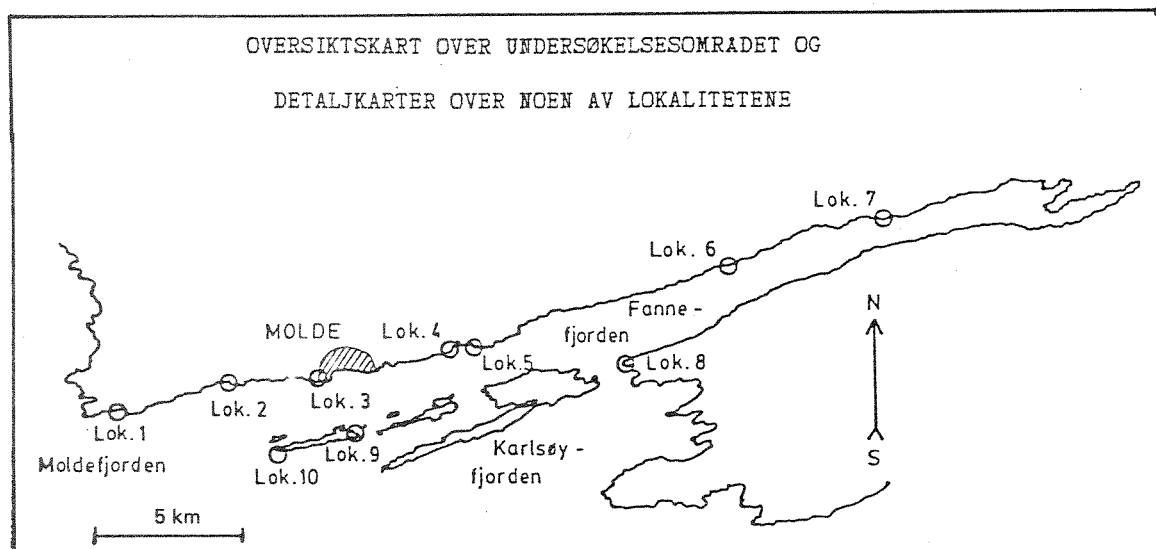 OVERSIKTSKART OVER UNDERSØKELSESOMRADET OG
DETALJKARTER OVER NOEN AV LOKALITETENE
Lok. 7
Lok. 6
N
Fanne-
fjorden
MOLDE
Lok. 4
Lok.5
Lok. 8
Lok. 2
Lok. 3
Lok. 1
Moldefjorden
Lok. 9
Lok. 10
Karlsøy-
fjorden
S
5 km